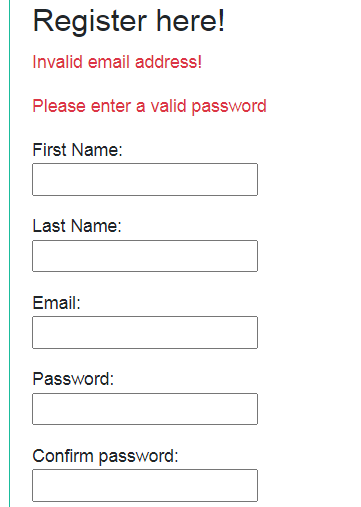 Register here!
Invalid email address!
Please enter a valid password
First Name:
Last Name:
Email:
Password:
Confirm password: